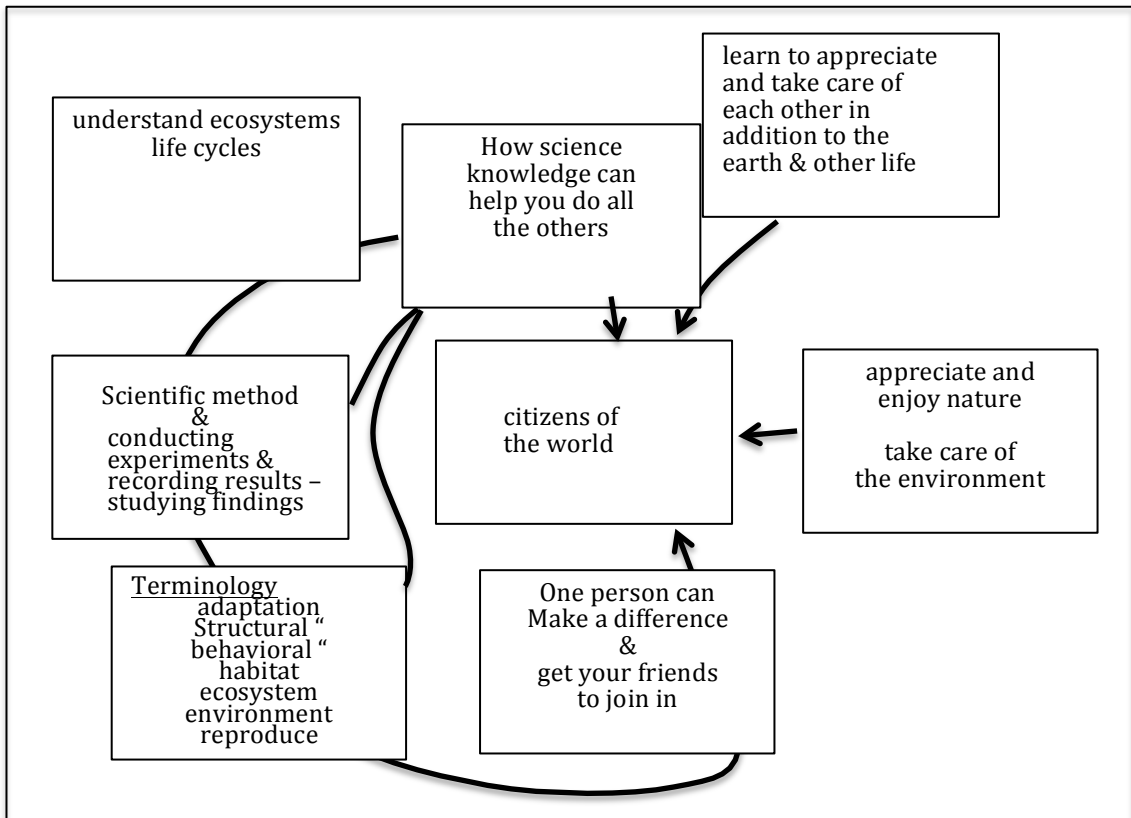 understand ecosystems
life cycles
How science
knowledge can
help you do all
the others
learn to appreciate
and take care of
each other in
addition to the
earth & other life
Scientific method
&
conducting
experiments &
recording results –
studying findings
citizens of
the world
appreciate and
enjoy nature
take care of
the environment
Terminology
adaptation
Structural “
behavioral “
habitat
ecosystem
environment
reproduce
One person can
Make a difference
&
get your friends
to join in